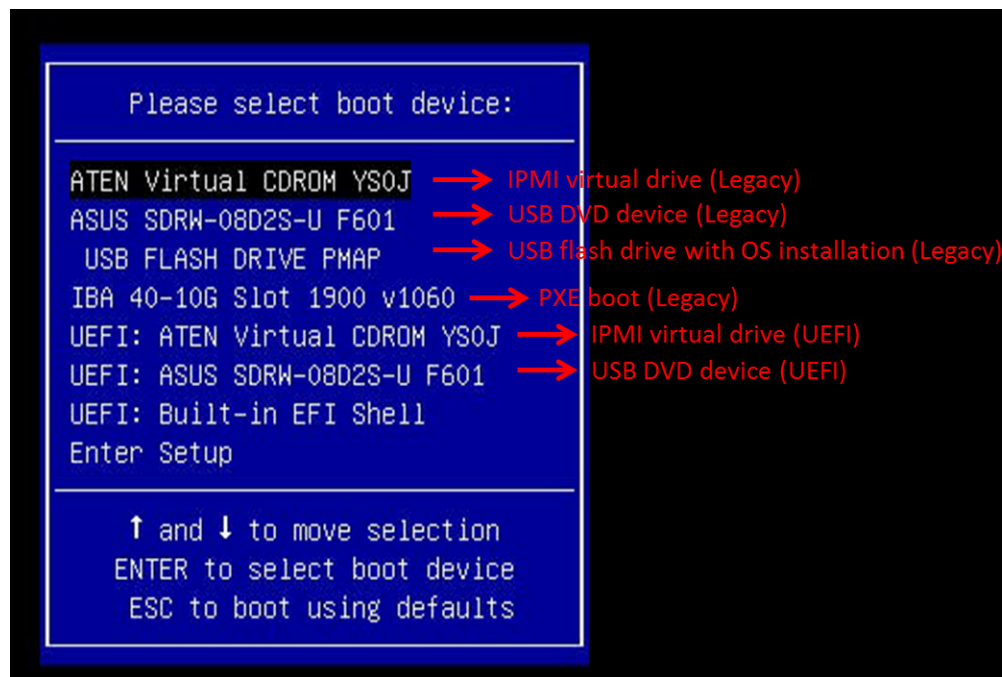 Please select boot device:
ATEN Virtual CDROM YS0J → IPMI virtual drive (Legacy)
ASUS SDRW-08D2S-U F601 → USB DVD device (Legacy)
USB FLASH DRIVE PMAP → USB flash drive with OS installation (Legacy)
IBA 40-10G Slot 1900 v1060 → PXE boot (Legacy)
UEFI: ATEN Virtual CDROM YS0J → IPMI virtual drive (UEFI)
UEFI: ASUS SDRW-08D2S-U F601 → USB DVD device (UEFI)
UEFI: Built-in EFI Shell
Enter Setup
↑ and ↓ to move selection
ENTER to select boot device
ESC to boot using defaults